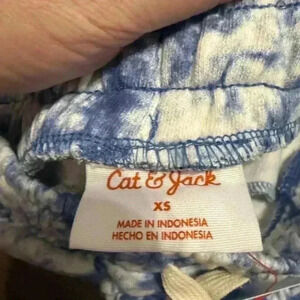 Cat & Jack
XS
MADE IN INDONESIA
HECHO EN INDONESIA